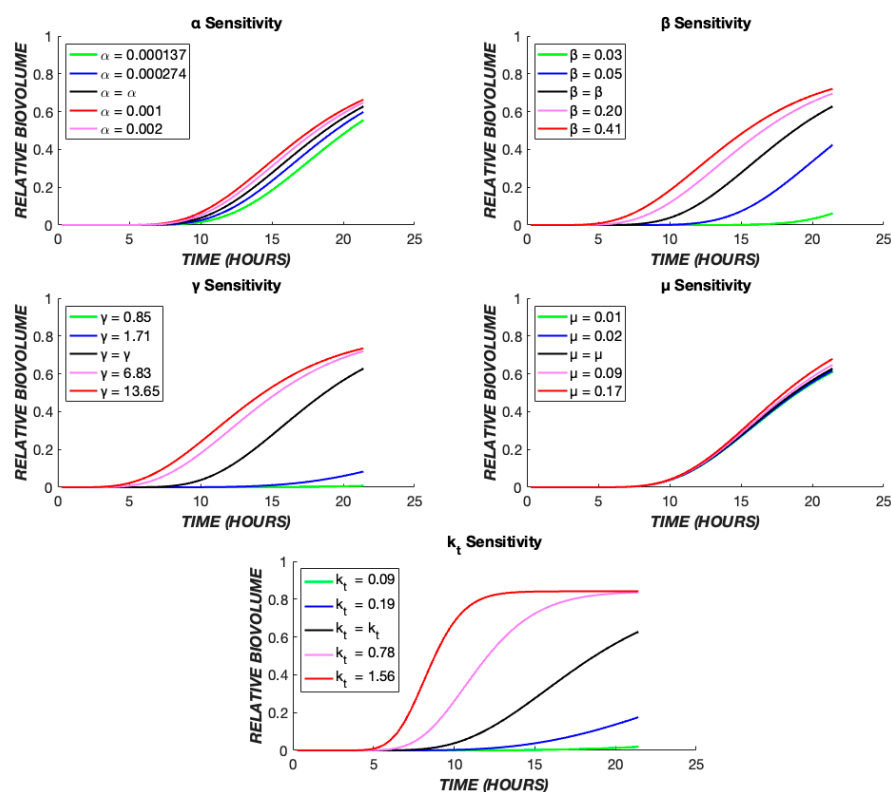 α Sensitivity
RELATIVE BIOVOLUME
1
0.8
0.6
0.4
0.2
0
α = 0.000137
α = 0.000274
α = α
α = 0.001
α = 0.002
0 5 10 15 20 25
TIME (HOURS)
β Sensitivity
RELATIVE BIOVOLUME
1
0.8
0.6
0.4
0.2
0
β = 0.03
β = 0.05
β = β
β = 0.20
β = 0.41
0 5 10 15 20 25
TIME (HOURS)
γ Sensitivity
RELATIVE BIOVOLUME
1
0.8
0.6
0.4
0.2
0
γ = 0.85
γ = 1.71
γ = γ
γ = 6.83
γ = 13.65
0 5 10 15 20 25
TIME (HOURS)
μ Sensitivity
RELATIVE BIOVOLUME
1
0.8
0.6
0.4
0.2
0
μ = 0.01
μ = 0.02
μ = μ
μ = 0.09
μ = 0.17
0 5 10 15 20 25
TIME (HOURS)
k_t Sensitivity
RELATIVE BIOVOLUME
1
0.8
0.6
0.4
0.2
0
k_t = 0.09
k_t = 0.19
k_t = k_t
k_t = 0.78
k_t = 1.56
0 5 10 15 20 25
TIME (HOURS)